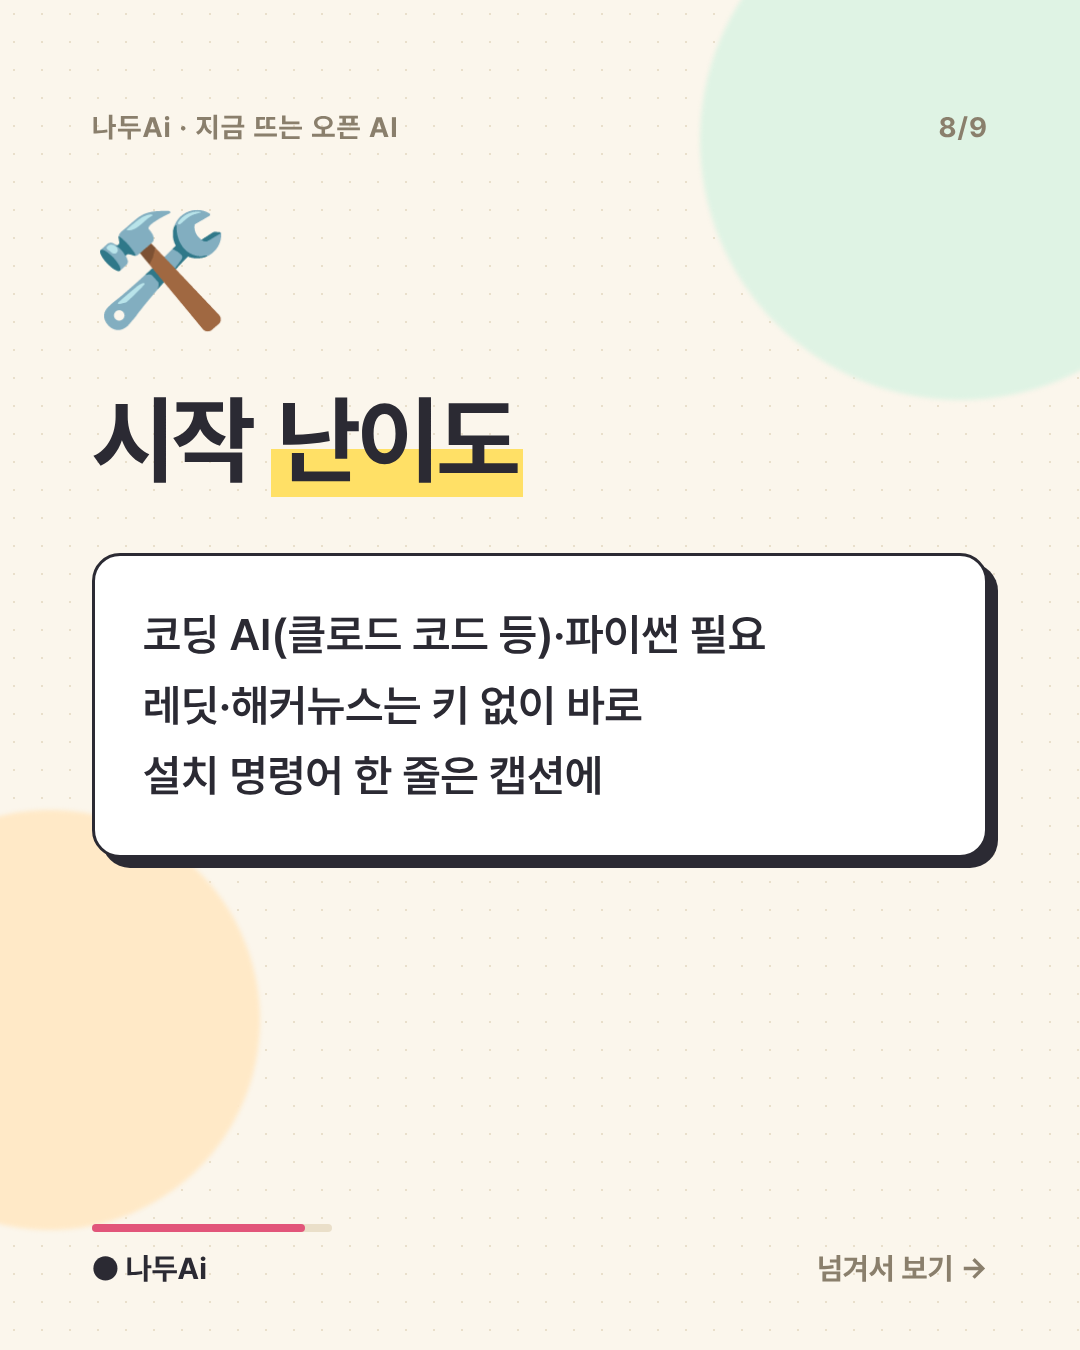 나두Ai · 지금 뜨는 오픈 AI
8/9
시작 난이도
코딩 AI(클로드 코드 등)·파이썬 필요
레딧·해커뉴스는 키 없이 바로
설치 명령어 한 줄은 캡션에
나두Ai
넘겨서 보기 →